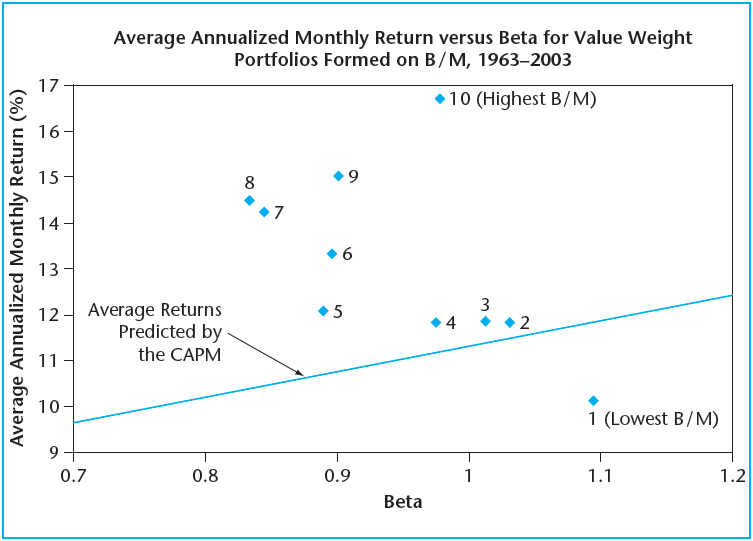 Average Annualized Monthly Return versus Beta for Value Weight
Portfolios Formed on B/M, 1963–2003
Average Annualized Monthly Return (%)
17
16
15
14
13
12
11
10
9
10 (Highest B/M)
9
8
7
6
5
4
3
2
1 (Lowest B/M)
Average Returns
Predicted by
the CAPM
0.7
0.8
0.9
1
1.1
1.2
Beta